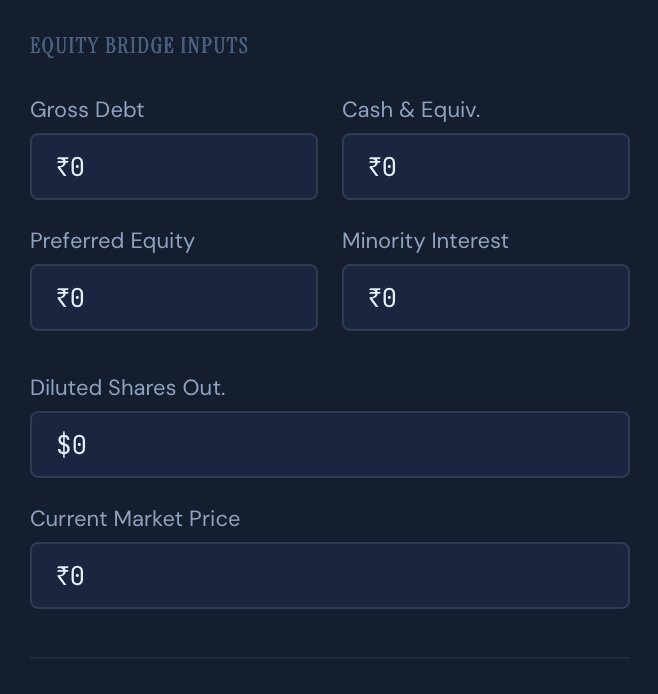 EQUITY BRIDGE INPUTS
Gross Debt
Cash & Equiv.
₹0
₹0
Preferred Equity
Minority Interest
₹0
₹0
Diluted Shares Out.
$0
Current Market Price
₹0